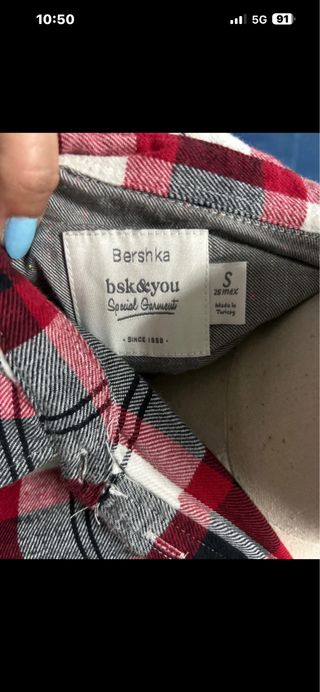 10:50
5G 91
Bershka
bsk&you
Special Garment
• SINCE 1998 •
S
25 mex
Made in
Turkey